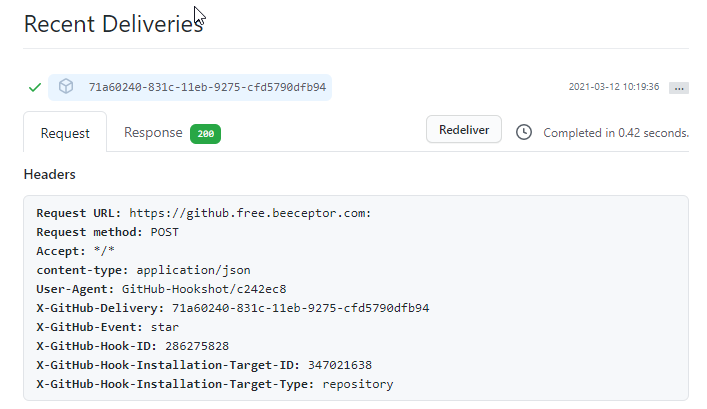 Recent Deliveries
71a60240-831c-11eb-9275-cfd5790dfb94 2021-03-12 10:19:36 ...
Request Response 200 Redeliver Completed in 0.42 seconds.
Headers
Request URL: https://github.free.beeceptor.com:
Request method: POST
Accept: */*
content-type: application/json
User-Agent: GitHub-Hookshot/c242ec8
X-GitHub-Delivery: 71a60240-831c-11eb-9275-cfd5790dfb94
X-GitHub-Event: star
X-GitHub-Hook-ID: 286275828
X-GitHub-Hook-Installation-Target-ID: 347021638
X-GitHub-Hook-Installation-Target-Type: repository